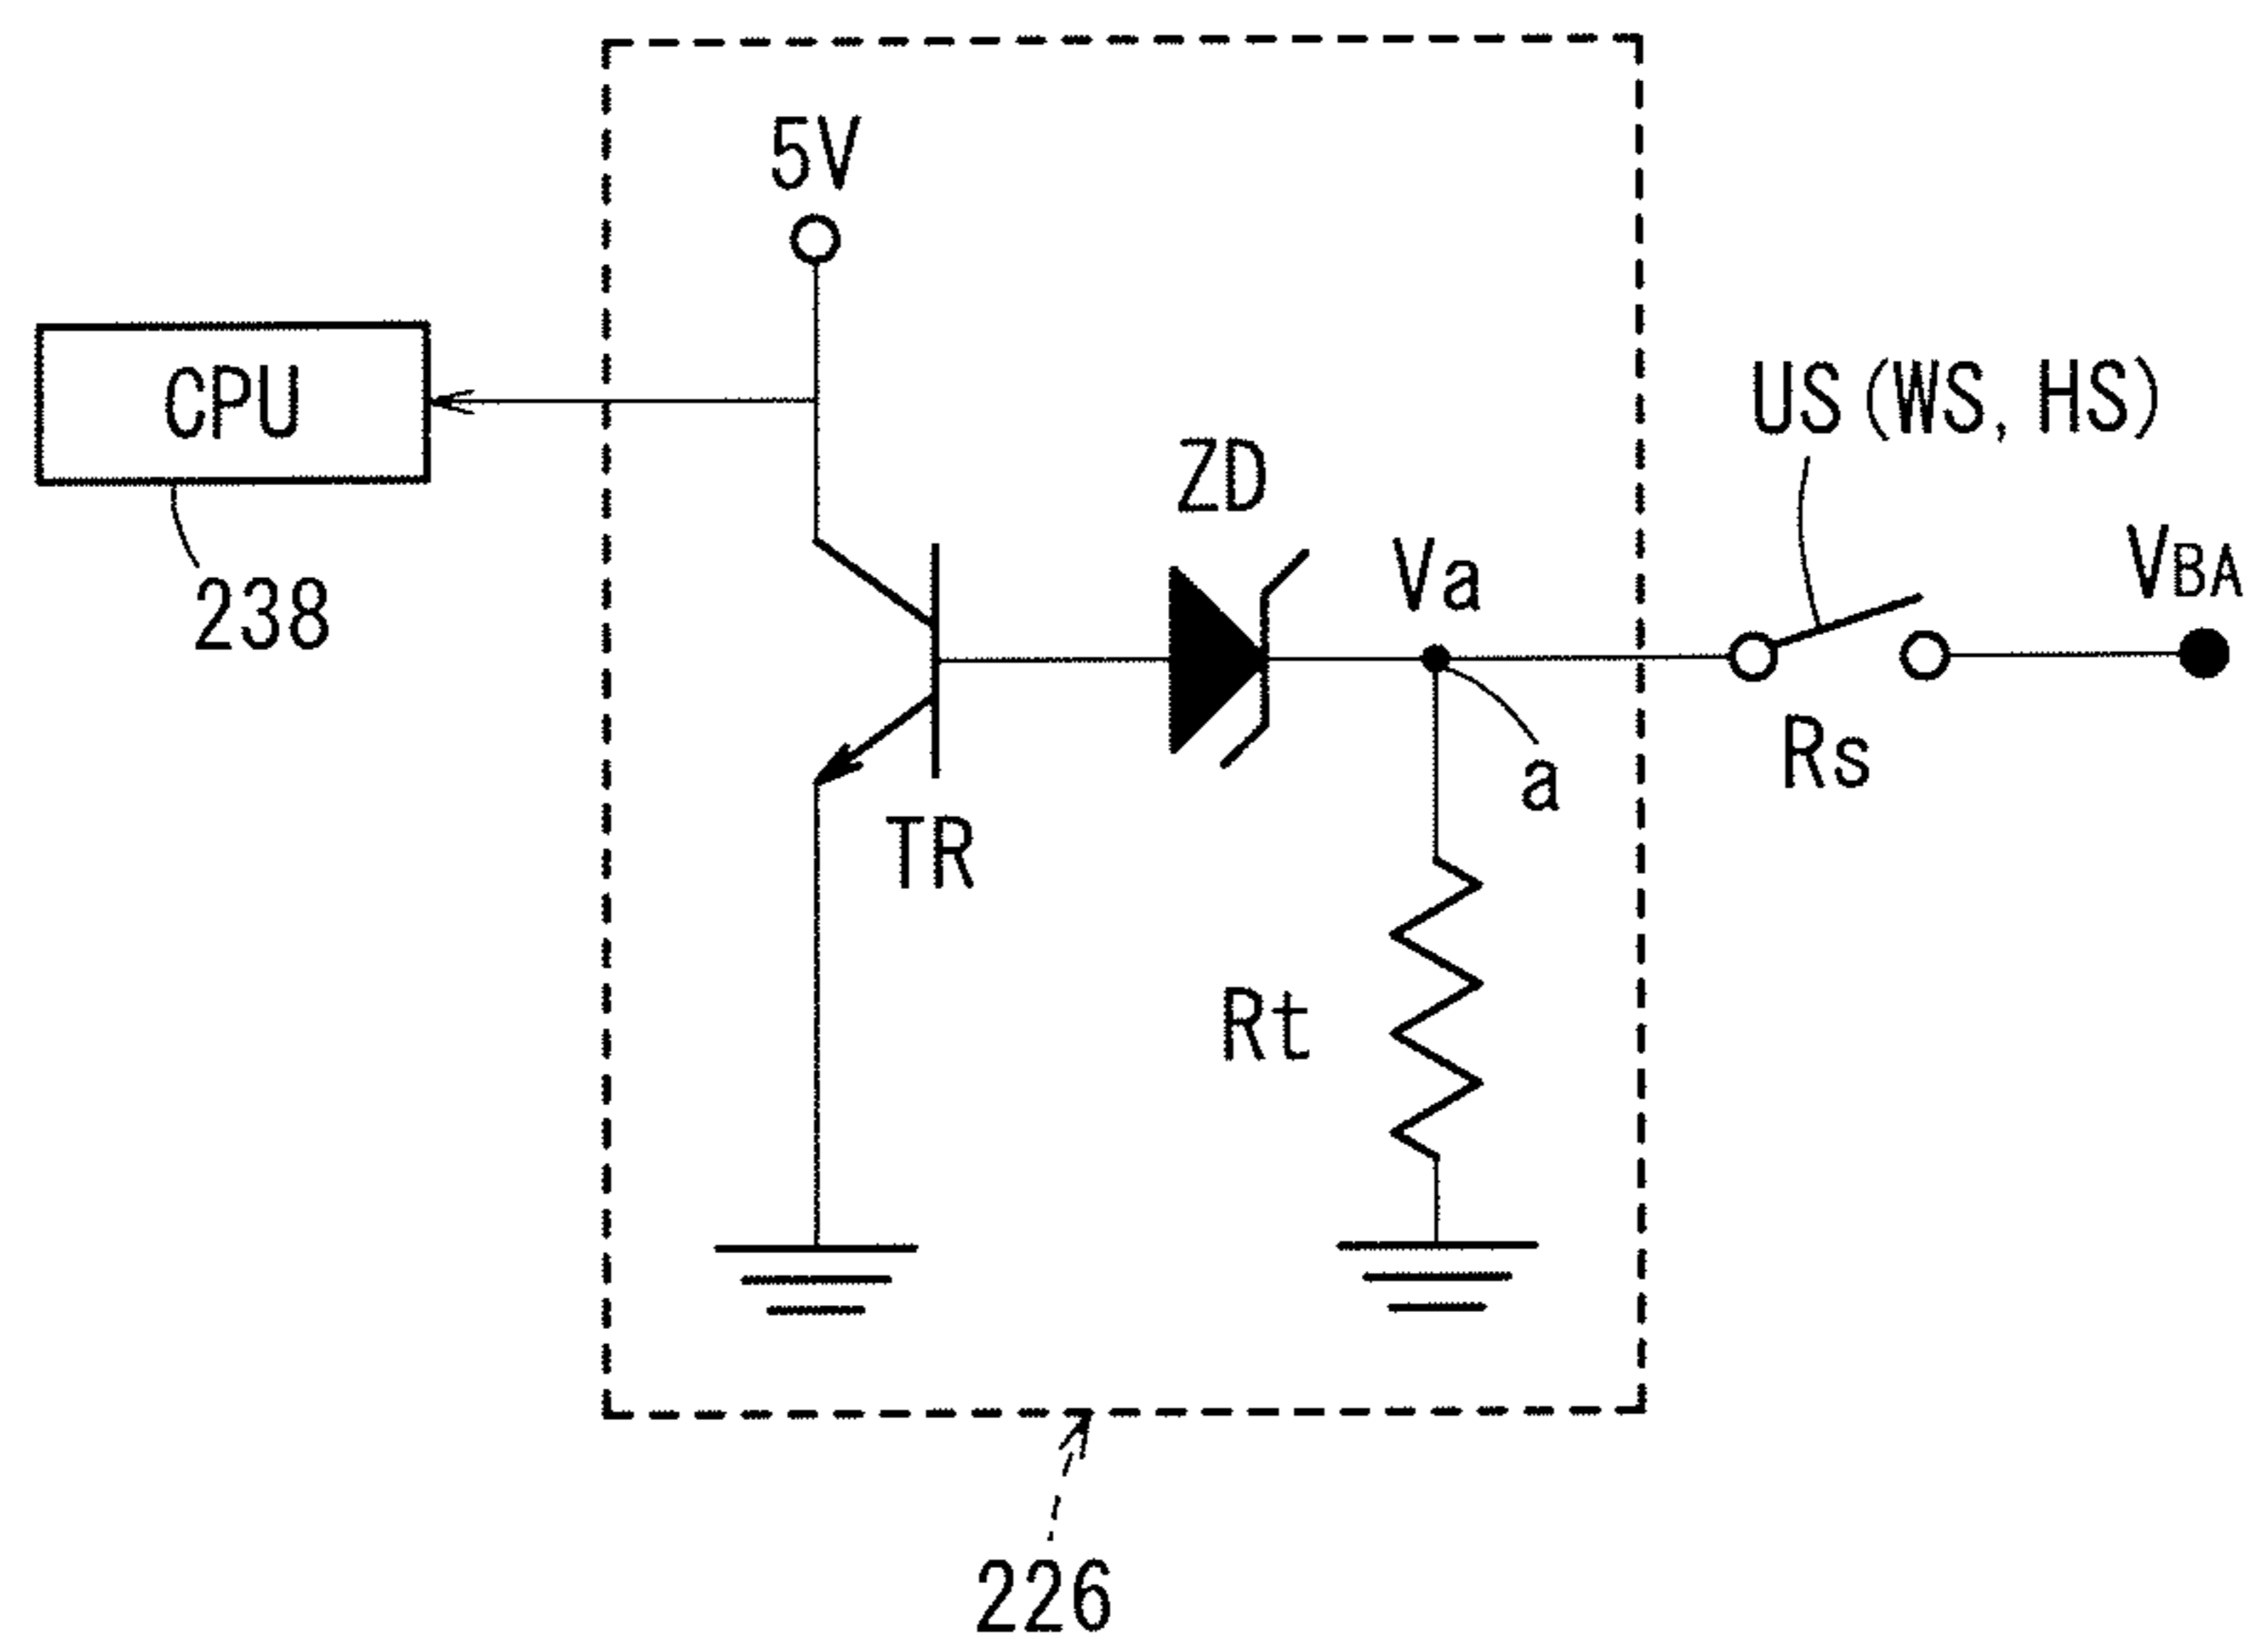 5V
CPU
US(WS,HS)
ZD
Va
VBA
238
Rs
a
TR
Rt
226